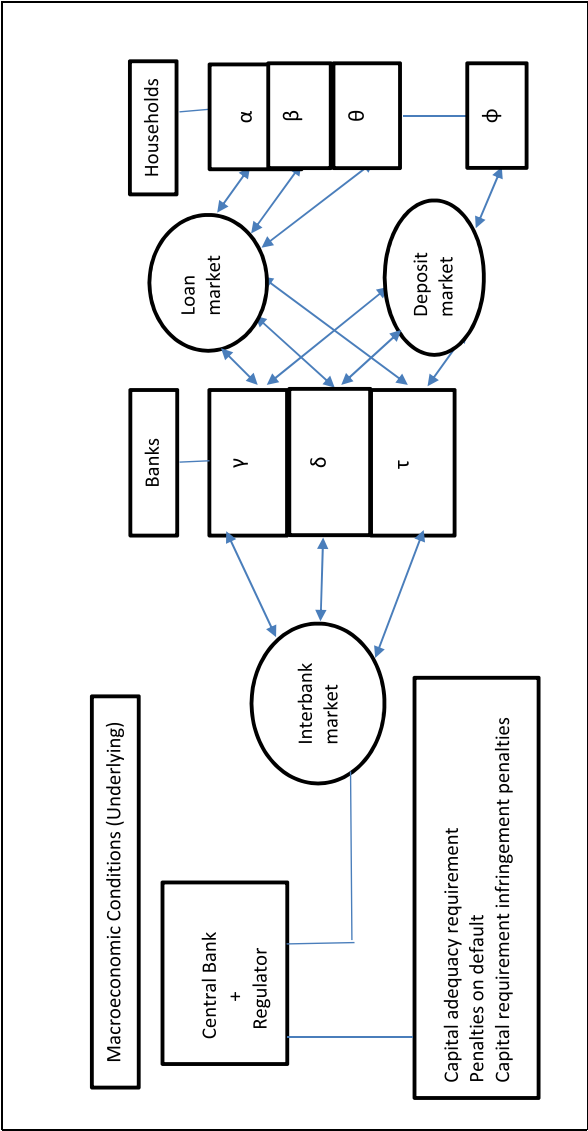 Macroeconomic Conditions (Underlying)
Central Bank
+
Regulator
Capital adequacy requirement
Penalties on default
Capital requirement infringement penalties
Interbank
market
Banks
γ
δ
τ
Loan
market
Deposit
market
Households
α
β
θ
ф